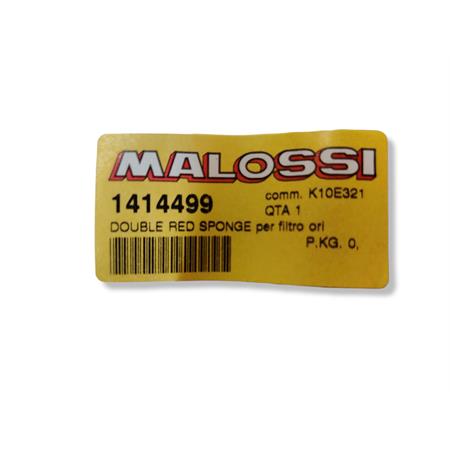 MALOSSI
comm. K10E321
1414499
QTA 1
DOUBLE RED SPONGE per filtro ori
P.KG. 0,